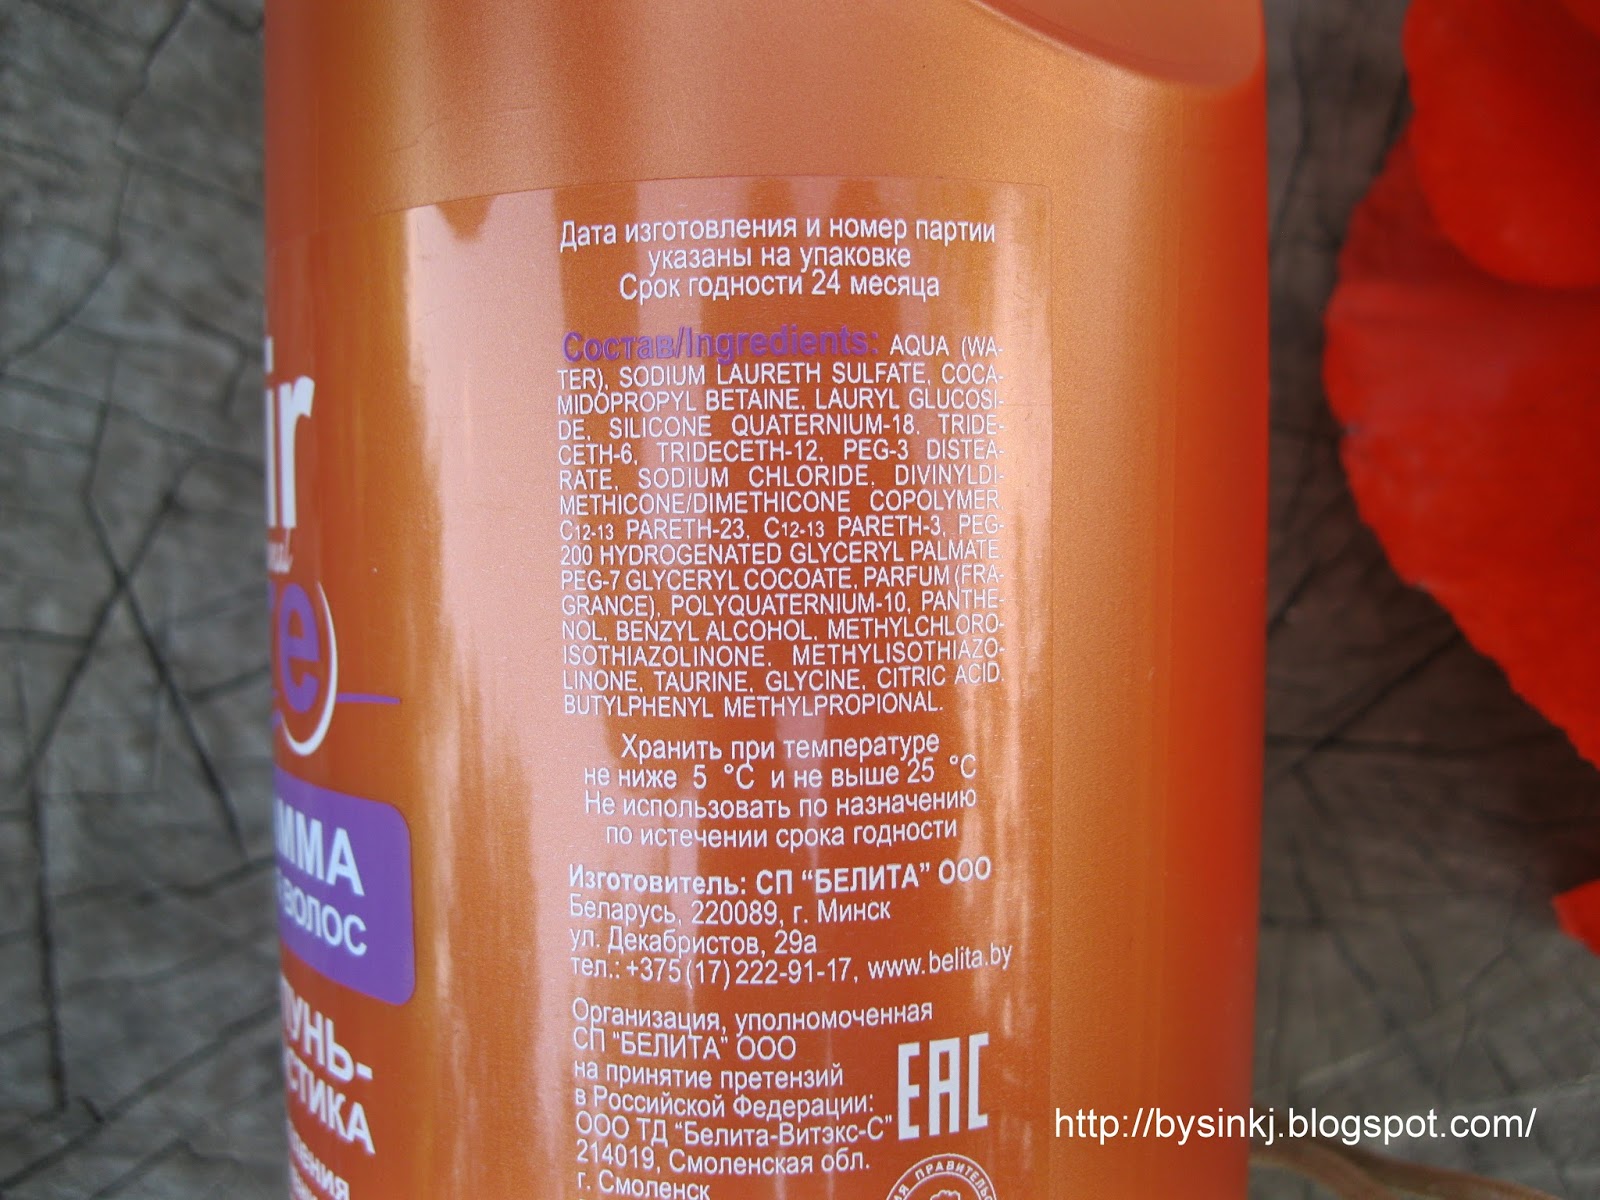 Дата изготовления и номер партии
указаны на упаковке
Срок годности 24 месяца
Состав/Ingredients: AQUA (WA-
TER), SODIUM LAURETH SULFATE, COCA-
MIDOPROPYL BETAINE, LAURYL GLUCOSI-
DE, SILICONE QUATERNIUM-18, TRIDE-
CETH-6, TRIDECETH-12, PEG-3 DISTEA-
RATE, SODIUM CHLORIDE, DIVINYLDI-
METHICONE/DIMETHICONE COPOLYMER,
C12-13 PARETH-23, C12-13 PARETH-3, PEG-
200 HYDROGENATED GLYCERYL PALMATE,
PEG-7 GLYCERYL COCOATE, PARFUM (FRA-
GRANCE), POLYQUATERNIUM-10, PANTHE-
NOL, BENZYL ALCOHOL, METHYLCHLORO-
ISOTHIAZOLINONE, METHYLISOTHIAZO-
LINONE, TAURINE, GLYCINE, CITRIC ACID,
BUTYLPHENYL METHYLPROPIONAL.
Хранить при температуре
не ниже 5 °C и не выше 25 °C
Не использовать по назначению
по истечении срока годности
Изготовитель: СП “БЕЛИТА” ООО
Беларусь, 220089, г. Минск
ул. Декабристов, 29а
тел.: +375 (17) 222-91-17, www.belita.by
Организация, уполномоченная
СП “БЕЛИТА” ООО
на принятие претензий
в Российской Федерации:
ООО ТД “Белита-Витэкс-С”
214019, Смоленская обл.
г. Смоленск
EAC
ММА
ВОЛОС
ПУНЬ-
СТИКА
http://bysinkj.blogspot.com/